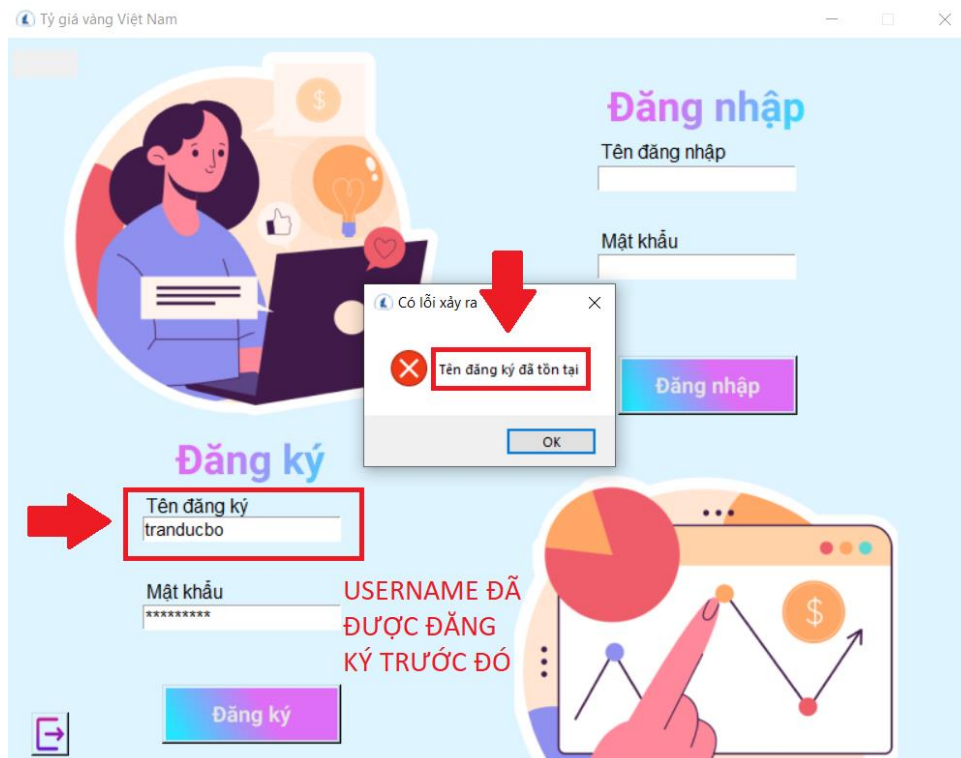 Tỷ giá vàng Việt Nam
Đăng nhập
Tên đăng nhập
Mật khẩu
Có lỗi xảy ra
Tên đăng ký đã tồn tại
OK
Đăng nhập
Đăng ký
Tên đăng ký
tranducbo
Mật khẩu
*********
USERNAME ĐÃ
ĐƯỢC ĐĂNG
KÝ TRƯỚC ĐÓ
Đăng ký
$
$